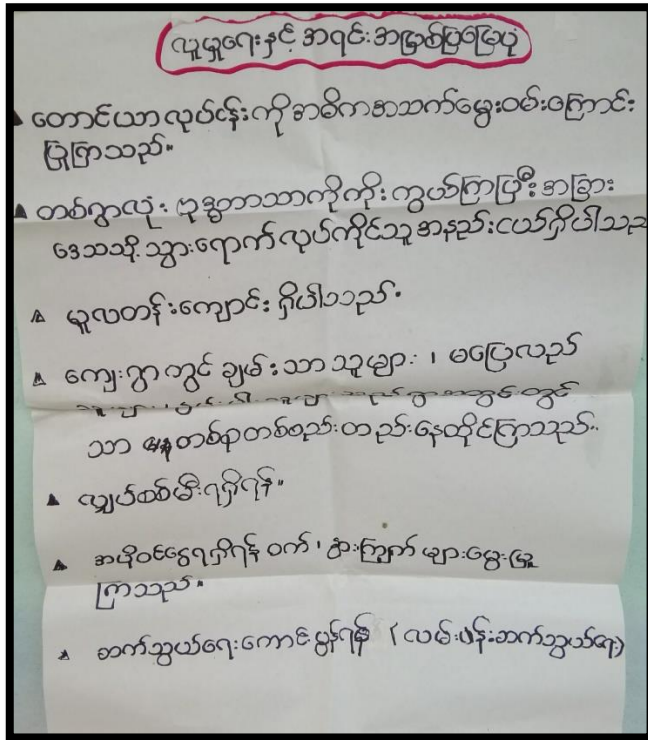 လူမှုရေးနှင့် အရင်းအမြစ်ပြမြေပုံ
တောင်ယာလုပ်ငန်းကို အဓိကအသက်မွေးဝမ်းကြောင်း
ပြုကြသည်။
တစ်ရွာလုံး ဗုဒ္ဓဘာသာကိုကိုးကွယ်ကြပြီး အခြား
ဒေသသို့ သွားရောက်လုပ်ကိုင်သူ အနည်းငယ်ရှိပါသည
မူလတန်းကျောင်း ရှိပါသည်။
ကျေးရွာတွင် ချမ်းသာသူများ ၊ မပြေလည်
သာ တစ်စုတစ်စည်းတည်းနေထိုင်ကြသည်။
လျှပ်စစ်မီးရရှိရန်။
အပိုဝင်ငွေရရှိရန် ဝက် ၊ နွား၊ကြက် များမွေးမြူ
ကြသည်။
ဆက်သွယ်ရေးကောင်းမွန်ရန် (လမ်းပန်းဆက်သွယ်ရေး)